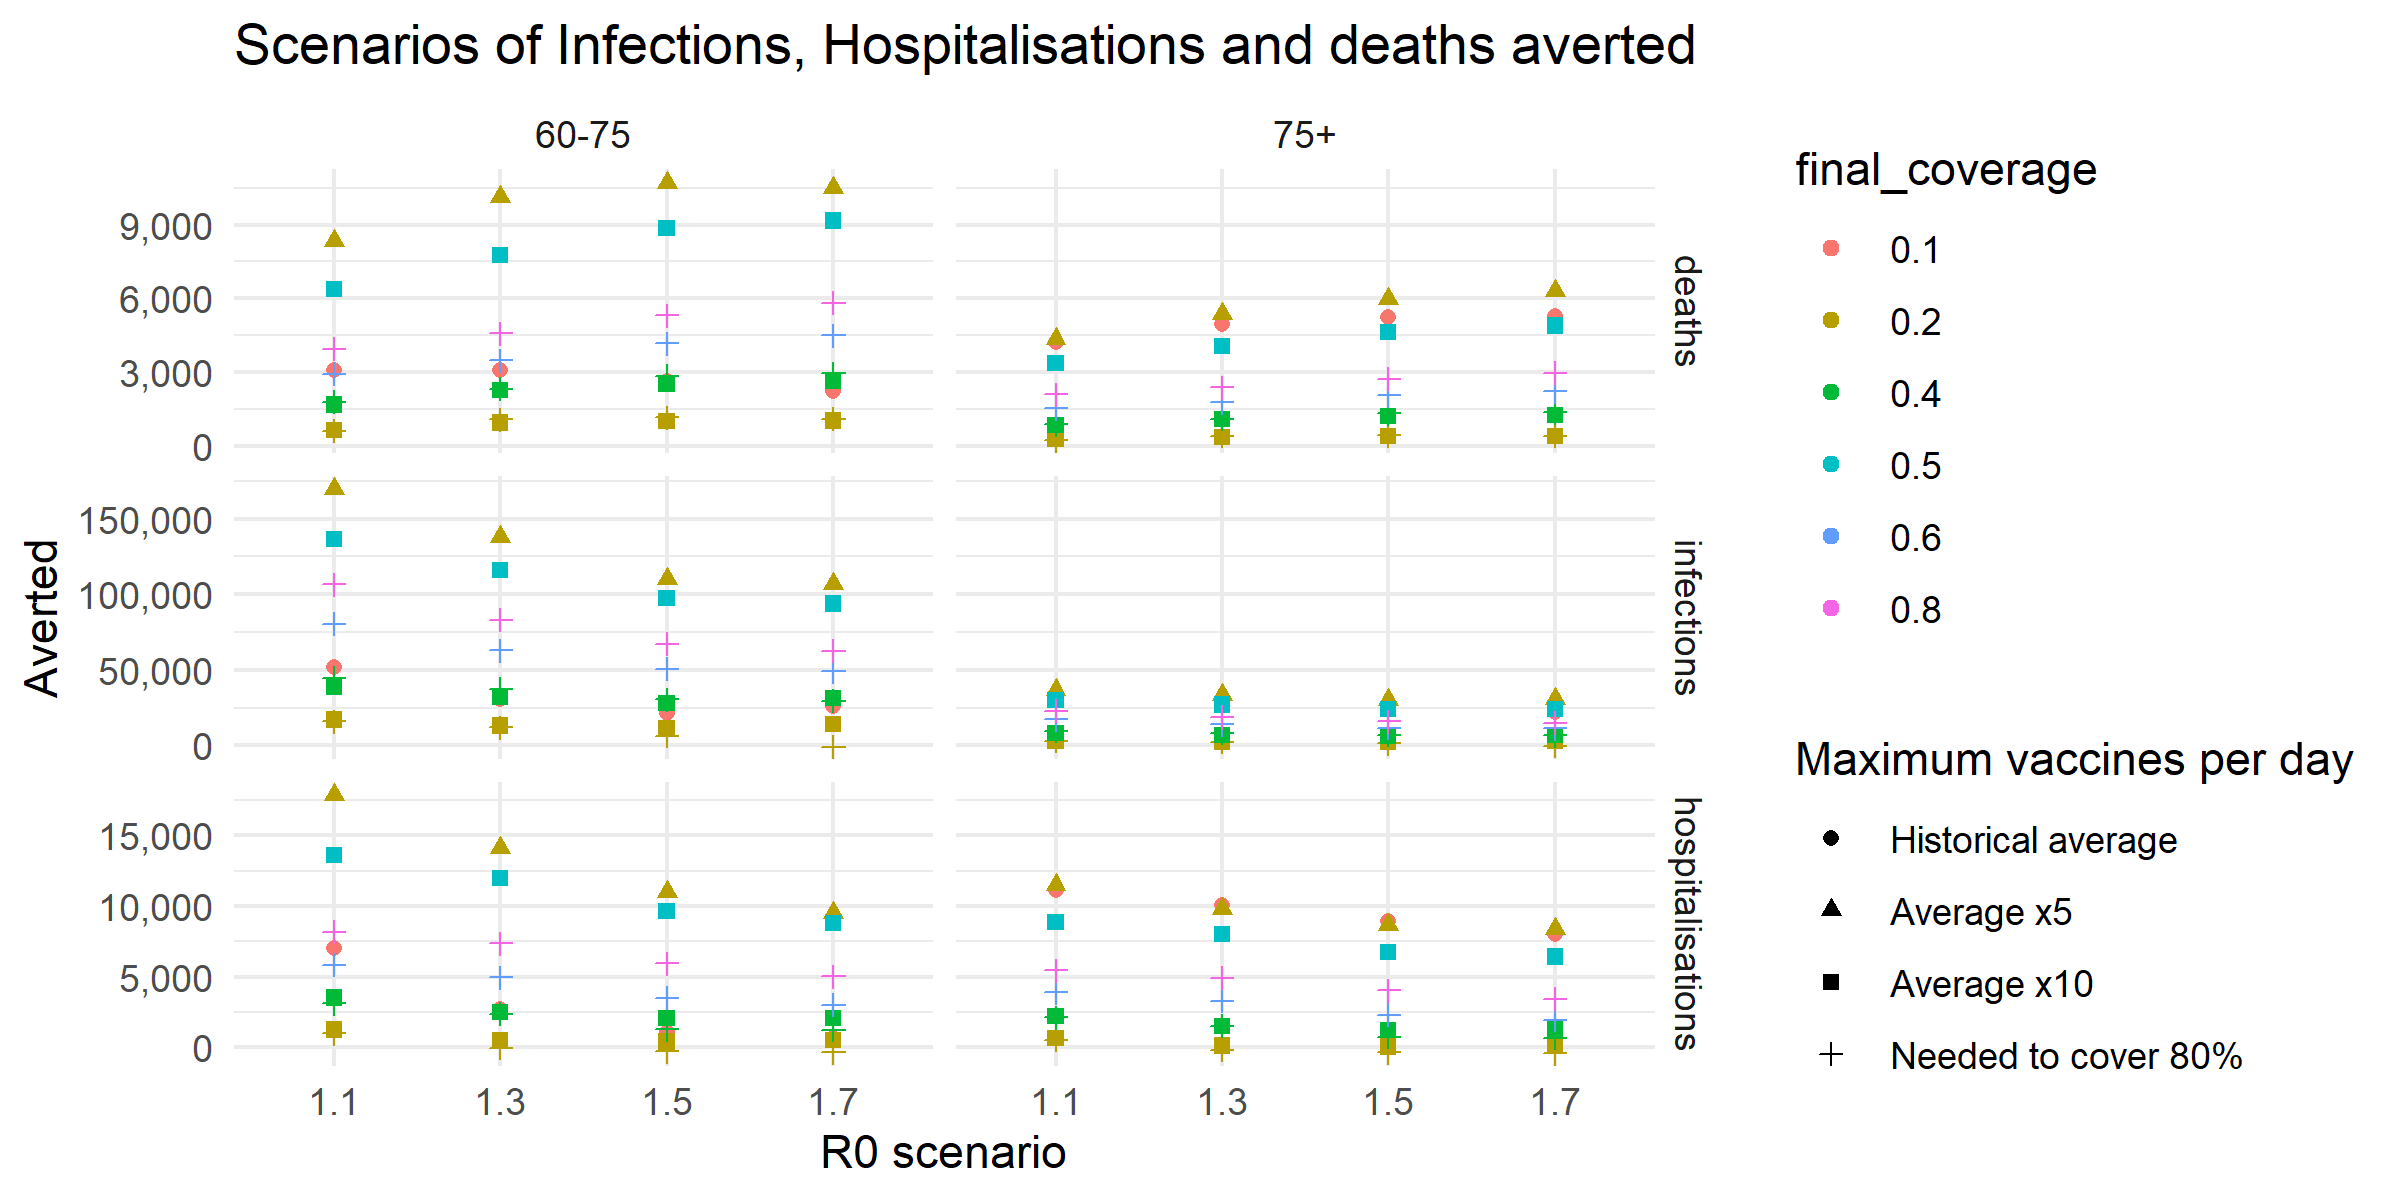 Scenarios of Infections, Hospitalisations and deaths averted
60-75
75+
9,000
6,000
3,000
0
deaths
150,000
100,000
50,000
0
infections
15,000
10,000
5,000
0
hospitalisations
Averted
1.1 1.3 1.5 1.7
1.1 1.3 1.5 1.7
R0 scenario
final_coverage
0.1
0.2
0.4
0.5
0.6
0.8
Maximum vaccines per day
Historical average
Average x5
Average x10
Needed to cover 80%